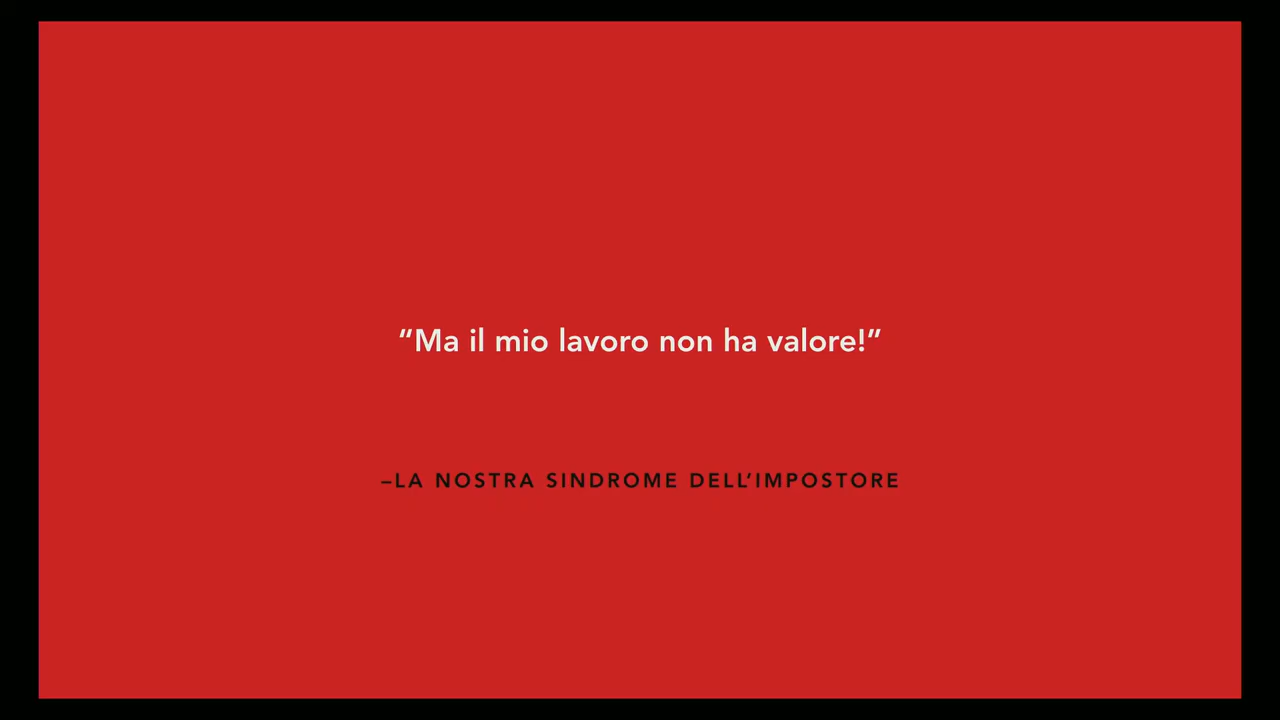 “Ma il mio lavoro non ha valore!”
–LA NOSTRA SINDROME DELL’IMPOSTORE